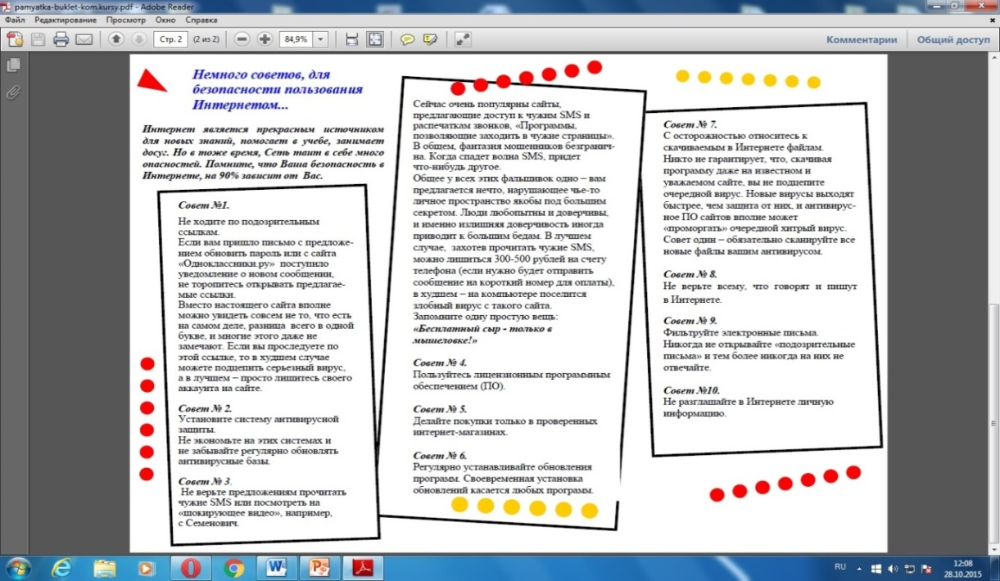 pamyatka-buklet-kom.kursy.pdf - Adobe Reader
Файл Редактирование Просмотр Окно Справка
Стр. 2 (2 из 2) 84,9% Комментарии Общий доступ
Немного советов, для
безопасности пользования
Интернетом...
Интернет является прекрасным источником
для новых знаний, помогает в учебе, занимает
досуг. Но в тоже время, Сеть таит в себе много
опасностей. Помните, что Ваша безопасность в
Интернете, на 90% зависит от Вас.
Совет №1.
Не ходите по подозрительным
ссылкам.
Если вам пришло письмо с предложе-
нием обновить пароль или с сайта
«Одноклассники.ру» поступило
уведомление о новом сообщении,
не торопитесь открывать предлагае-
мые ссылки.
Вместо настоящего сайта вполне
можно увидеть совсем не то, что есть
на самом деле, разница всего в одной
букве, и многие этого даже не
замечают. Если вы проследуете по
этой ссылке, то в худшем случае
можете подцепить серьезный вирус,
а в лучшем – просто лишитесь своего
аккаунта на сайте.
Совет № 2.
Установите систему антивирусной
защиты.
Не экономьте на этих системах и
не забывайте регулярно обновлять
антивирусные базы.
Совет № 3.
Не верьте предложениям прочитать
чужие SMS или посмотреть на
«шокирующее видео», например,
с Семенович.
Сейчас очень популярны сайты,
предлагающие доступ к чужим SMS и
распечаткам звонков, «Программы,
позволяющие заходить в чужие страницы».
В общем, фантазия мошенников безгранич-
на. Когда спадет волна SMS, придет
что-нибудь другое.
Общее у всех этих фальшивок одно – вам
предлагается нечто, нарушающее чье-то
личное пространство якобы под большим
секретом. Люди любопытны и доверчивы,
и именно излишняя доверчивость иногда
приводит к большим бедам. В лучшем
случае, захотев прочитать чужие SMS,
можно лишиться 300-500 рублей на счету
телефона (если нужно будет отправить
сообщение на короткий номер для оплаты),
в худшем – на компьютере поселится
злобный вирус с такого сайта.
Запомните одну простую вещь:
«Бесплатный сыр - только в
мышеловке!»
Совет № 4.
Пользуйтесь лицензионным программным
обеспечением (ПО).
Совет № 5.
Делайте покупки только в проверенных
интернет-магазинах.
Совет № 6.
Регулярно устанавливайте обновления
программ. Своевременная установка
обновлений касается любых программ.
Совет № 7.
С осторожностью относитесь к
скачиваемым в Интернете файлам.
Никто не гарантирует, что, скачивая
программу даже на известном и
уважаемом сайте, вы не подцепите
очередной вирус. Новые вирусы выходят
быстрее, чем защита от них, и антивирус-
ное ПО сайтов вполне может
«проморгать» очередной хитрый вирус.
Совет один – обязательно сканируйте все
новые файлы вашим антивирусом.
Совет № 8.
Не верьте всему, что говорят и пишут
в Интернете.
Совет № 9.
Фильтруйте электронные письма.
Никогда не открывайте «подозрительные
письма» и тем более никогда на них не
отвечайте.
Совет №10.
Не разглашайте в Интернете личную
информацию.
RU 12:08
28.10.2015